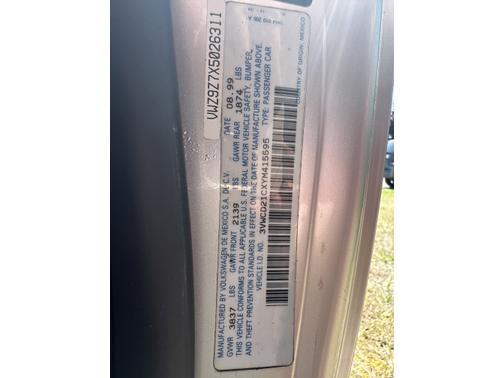 VWZ9Z7X5026311
MANUFACTURED BY VOLKSWAGEN DE MEXICO S.A. DE C.V. DATE 08.99
GVWR 3837 LBS GAWR FRONT 2139 LBS GAWR REAR 1874 LBS
THIS VEHICLE CONFORMS TO ALL APPLICABLE U.S. FEDERAL MOTOR VEHICLE SAFETY, BUMPER,
AND THEFT PREVENTION STANDARDS IN EFFECT ON THE DATE OF MANUFACTURE SHOWN ABOVE.
VEHICLE I.D. NO. 3VWCD21CXYM415595 TYPE: PASSENGER CAR
COUNTRY OF ORIGIN: MEXICO